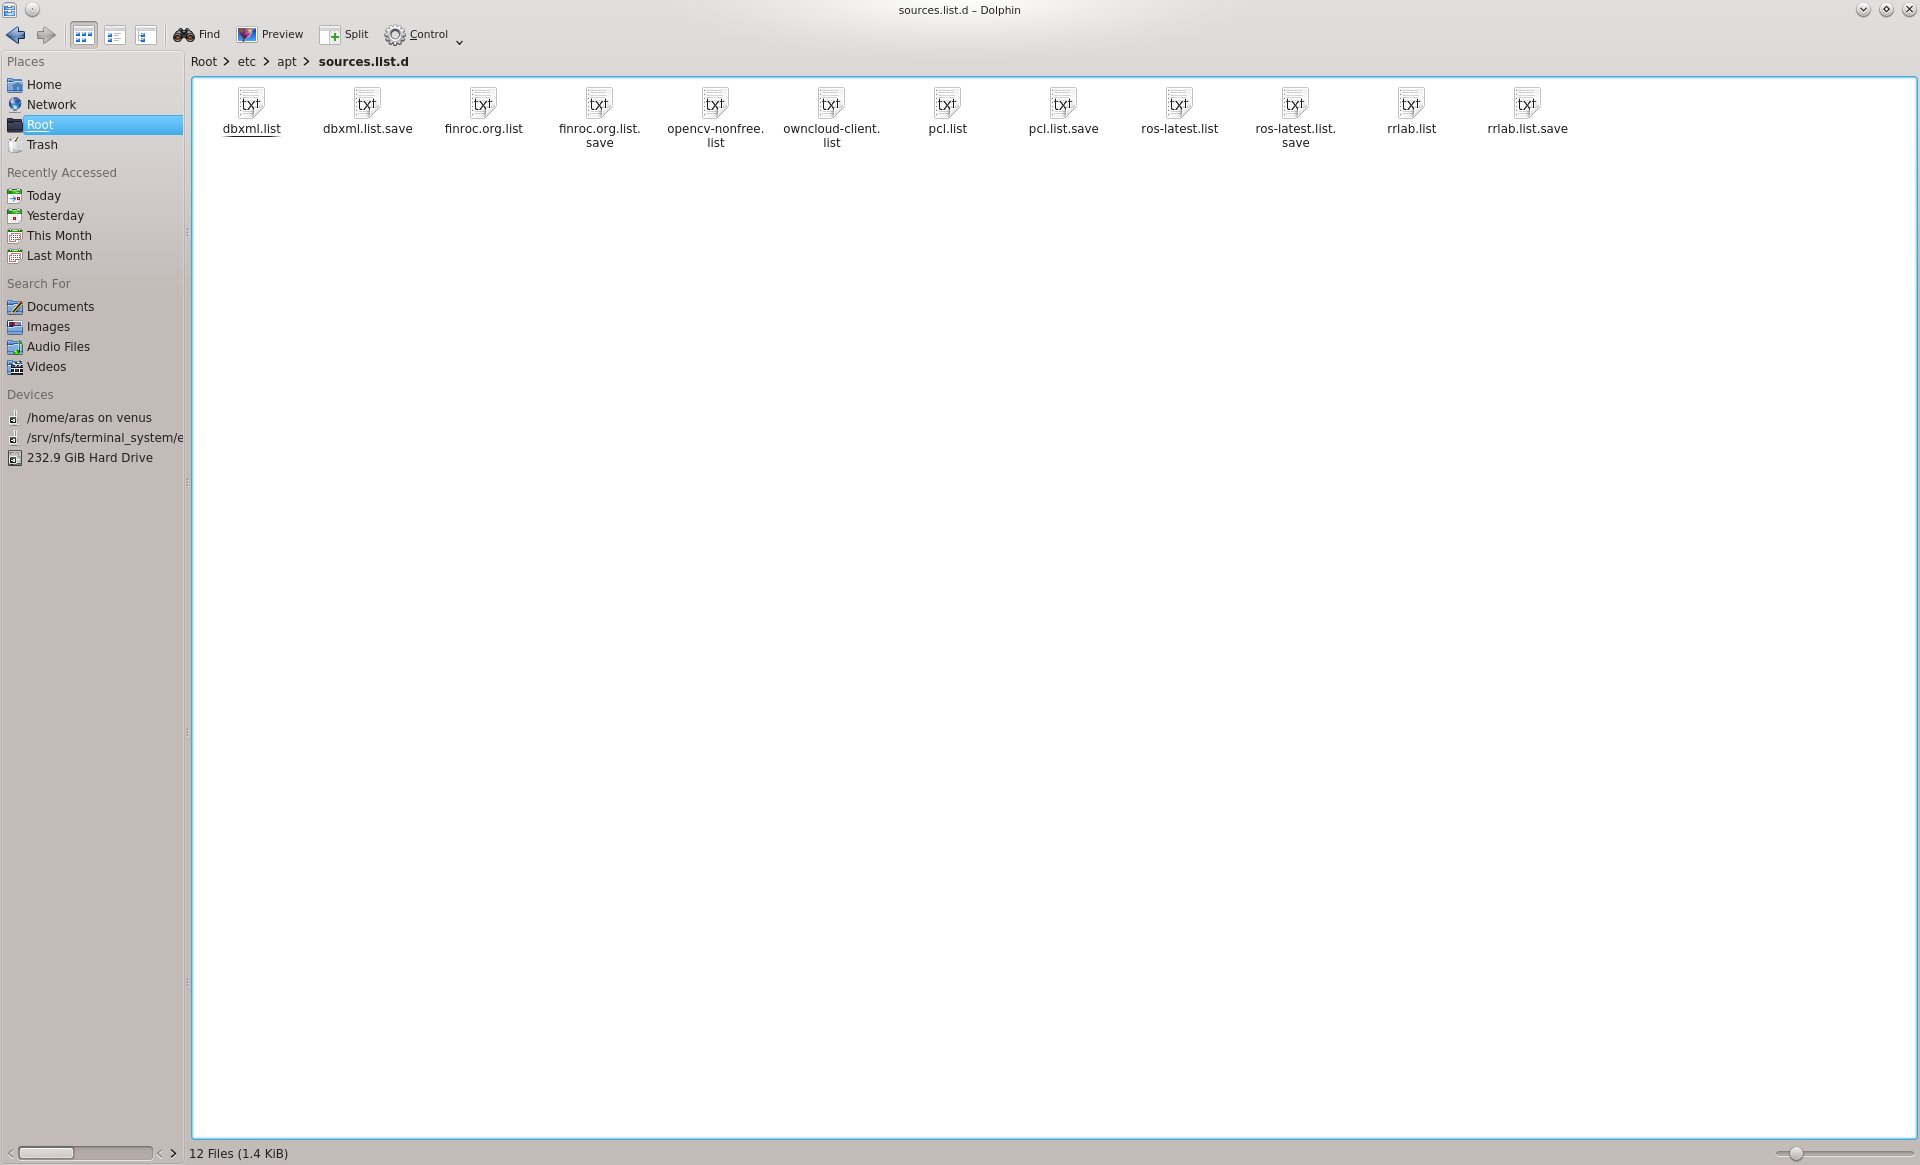 sources.list.d – Dolphin
Find Preview Split Control
Places
Home
Network
Root
Trash
Recently Accessed
Today
Yesterday
This Month
Last Month
Search For
Documents
Images
Audio Files
Videos
Devices
/home/aras on venus
/srv/nfs/terminal_system/e
232.9 GiB Hard Drive
Root > etc > apt > sources.list.d
txt txt txt txt txt txt txt txt txt txt txt txt
dbxml.list
dbxml.list.save
finroc.org.list
finroc.org.list.
save
opencv-nonfree.
list
owncloud-client.
list
pcl.list
pcl.list.save
ros-latest.list
ros-latest.list.
save
rrlab.list
rrlab.list.save
12 Files (1.4 KiB)